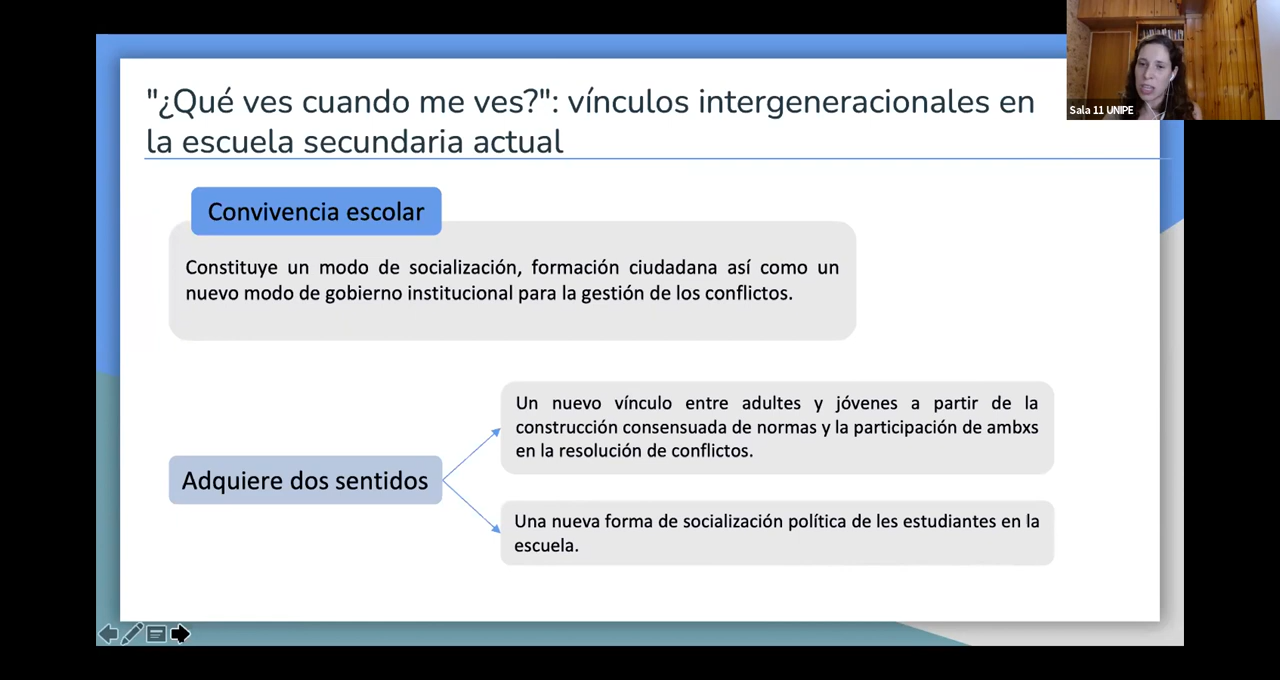 "¿Qué ves cuando me ves?": vínculos intergeneracionales en
la escuela secundaria actual
Sala 11 UNIPE
Convivencia escolar
Constituye un modo de socialización, formación ciudadana así como un
nuevo modo de gobierno institucional para la gestión de los conflictos.
Un nuevo vínculo entre adultes y jóvenes a partir de la
construcción consensuada de normas y la participación de ambxs
en la resolución de conflictos.
Adquiere dos sentidos
Una nueva forma de socialización política de les estudiantes en la
escuela.